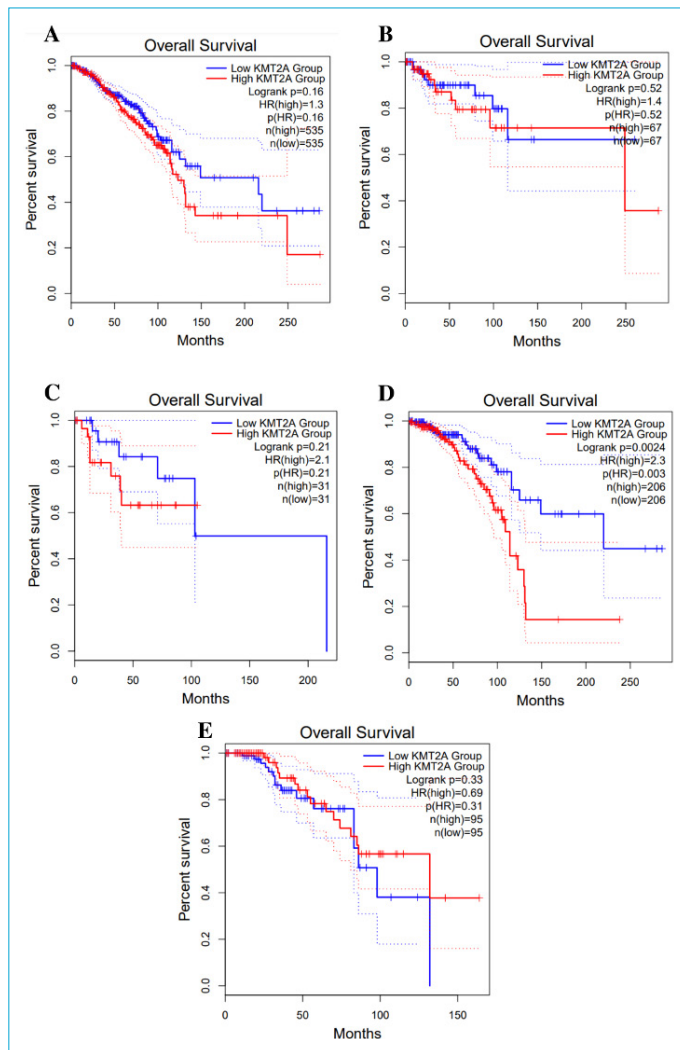 A
Overall Survival
Low KMT2A Group
High KMT2A Group
Logrank p=0.16
HR(high)=1.3
p(HR)=0.16
n(high)=535
n(low)=535
Percent survival
1.0
0.8
0.6
0.4
0.2
0.0
0 50 100 150 200 250
Months
B
Overall Survival
Low KMT2A Group
High KMT2A Group
Logrank p=0.52
HR(high)=1.4
p(HR)=0.52
n(high)=67
n(low)=67
Percent survival
1.0
0.8
0.6
0.4
0.2
0.0
0 50 100 150 200 250
Months
C
Overall Survival
Low KMT2A Group
High KMT2A Group
Logrank p=0.21
HR(high)=2.1
p(HR)=0.21
n(high)=31
n(low)=31
Percent survival
1.0
0.8
0.6
0.4
0.2
0.0
0 50 100 150 200
Months
D
Overall Survival
Low KMT2A Group
High KMT2A Group
Logrank p=0.0024
HR(high)=2.3
p(HR)=0.003
n(high)=206
n(low)=206
Percent survival
1.0
0.8
0.6
0.4
0.2
0.0
0 50 100 150 200 250
Months
E
Overall Survival
Low KMT2A Group
High KMT2A Group
Logrank p=0.33
HR(high)=0.69
p(HR)=0.31
n(high)=95
n(low)=95
Percent survival
1.0
0.8
0.6
0.4
0.2
0.0
0 50 100 150
Months